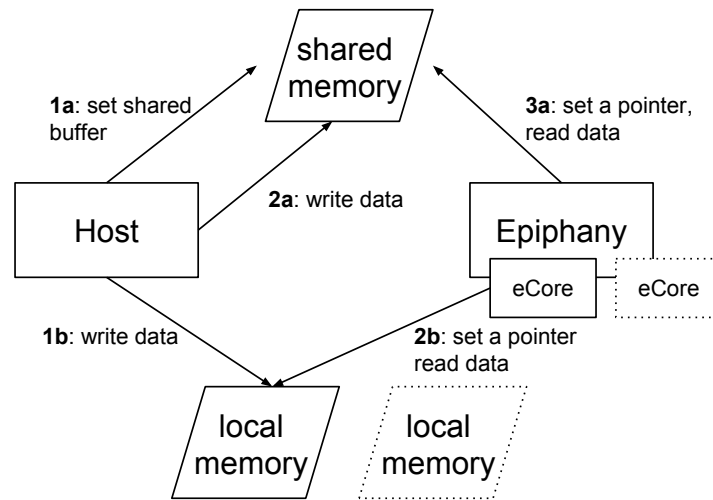 shared
memory
1a: set shared
buffer
3a: set a pointer,
read data
2a: write data
Host
Epiphany
eCore
eCore
1b: write data
2b: set a pointer
read data
local
memory
local
memory